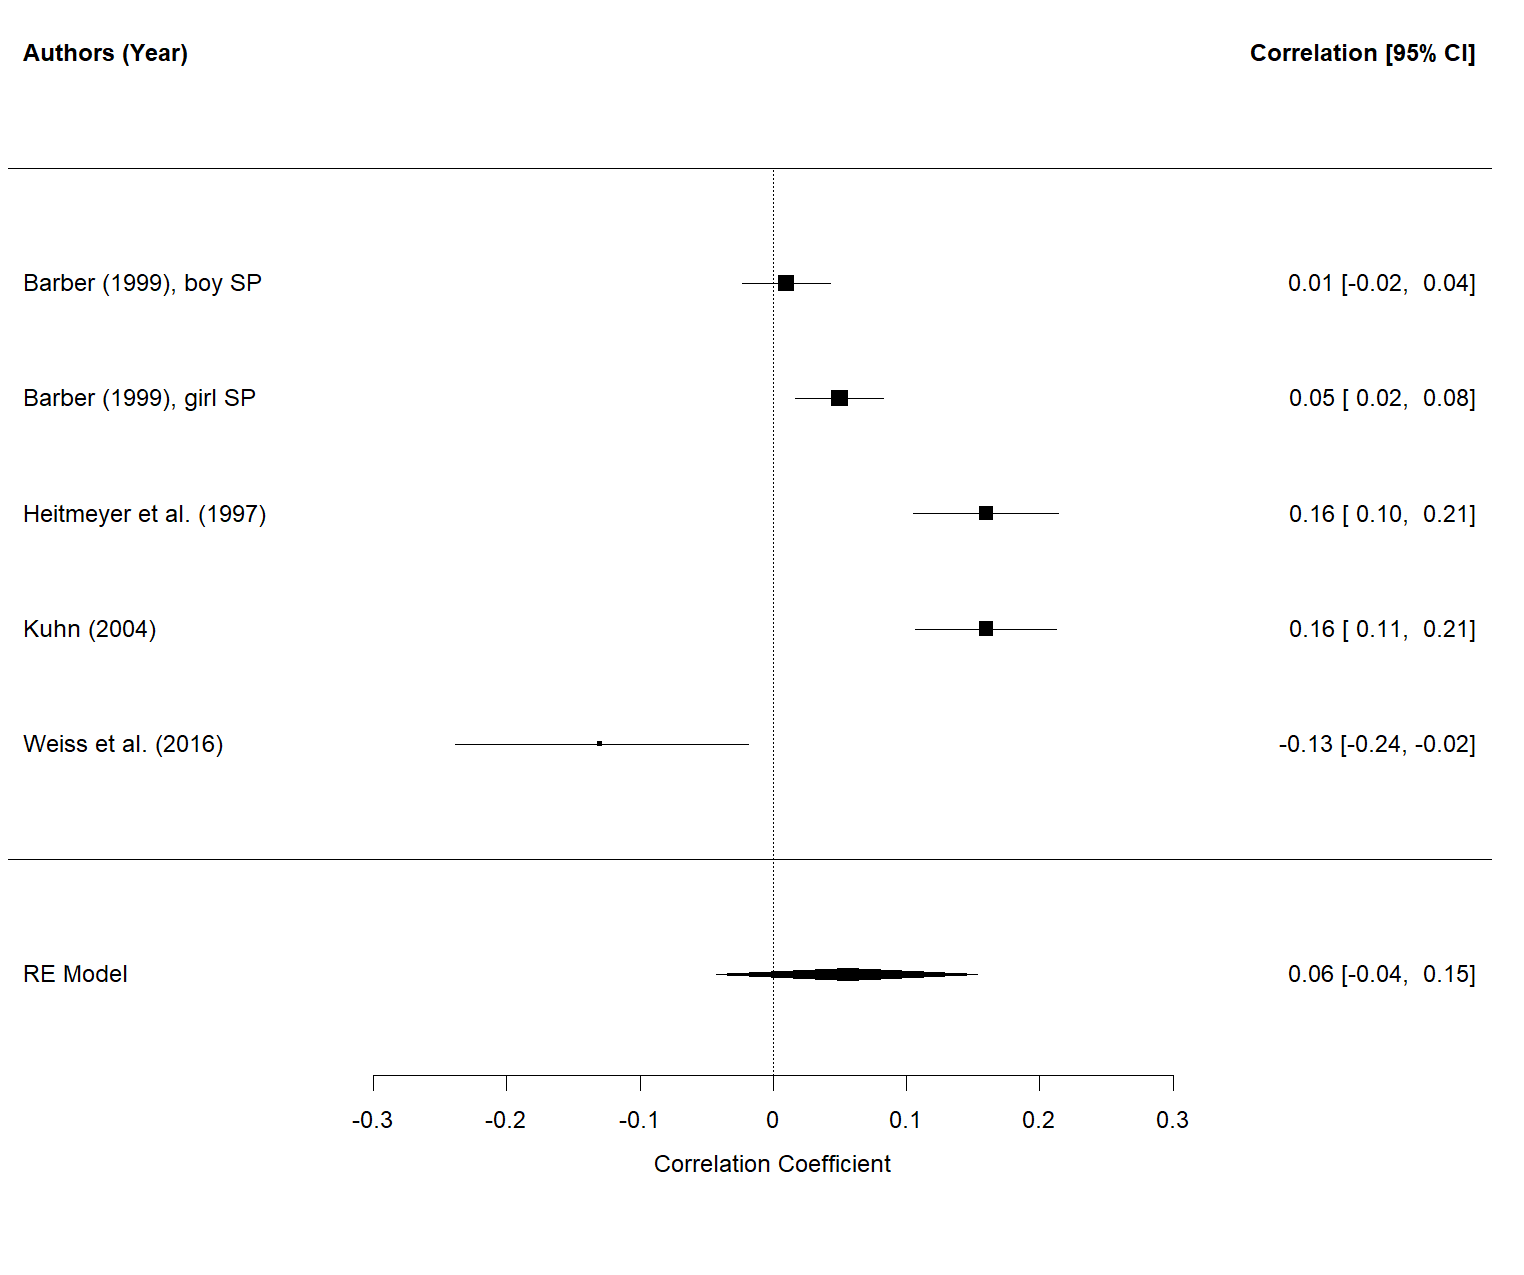 Authors (Year) Correlation [95% CI]
Barber (1999), boy SP 0.01 [-0.02, 0.04]
Barber (1999), girl SP 0.05 [ 0.02, 0.08]
Heitmeyer et al. (1997) 0.16 [ 0.10, 0.21]
Kuhn (2004) 0.16 [ 0.11, 0.21]
Weiss et al. (2016) -0.13 [-0.24, -0.02]
RE Model 0.06 [-0.04, 0.15]
-0.3 -0.2 -0.1 0 0.1 0.2 0.3
Correlation Coefficient